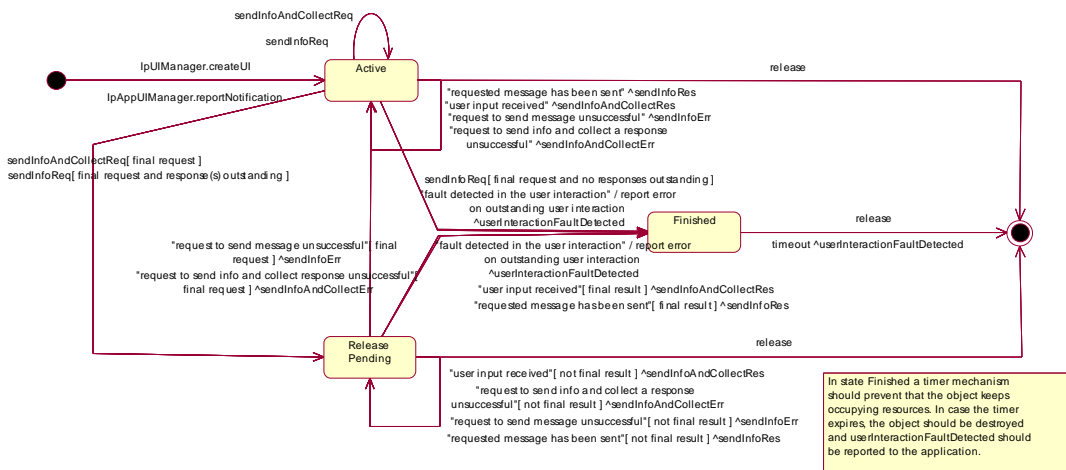 sendInfoAndCollectReq
sendInfoReq
IpUIManager.createUI
IpAppUIManager.reportNotification
Active
release
"requested message has been sent" ^sendInfoRes
"user input received" ^sendInfoAndCollectRes
"request to send message unsuccessful" ^sendInfoErr
"request to send info and collect a response
unsuccessful" ^sendInfoAndCollectErr
sendInfoAndCollectReq[ final request ]
sendInfoReq[ final request and response(s) outstanding ]
sendInfoReq[ final request and no responses outstanding ]
"fault detected in the user interaction" / report error
on outstanding user interaction
^userInteractionFaultDetected
Finished
release
timeout ^userInteractionFaultDetected
"request to send message unsuccessful"[ final
request ] ^sendInfoErr
"request to send info and collect response unsuccessful"[
final request ] ^sendInfoAndCollectErr
"fault detected in the user interaction" / report error
on outstanding user interaction
^userInteractionFaultDetected
"user input received"[ final result ] ^sendInfoAndCollectRes
"requested message has been sent"[ final result ] ^sendInfoRes
Release
Pending
release
"user input received"[ not final result ] ^sendInfoAndCollectRes
"request to send info and collect a response
unsuccessful"[ not final result ] ^sendInfoAndCollectErr
"request to send message unsuccessful"[ not final result ] ^sendInfoErr
"requested message has been sent"[ not final result ] ^sendInfoRes
In state Finished a timer mechanism
should prevent that the object keeps
occupying resources. In case the timer
expires, the object should be destroyed
and userInteractionFaultDetected should
be reported to the application.